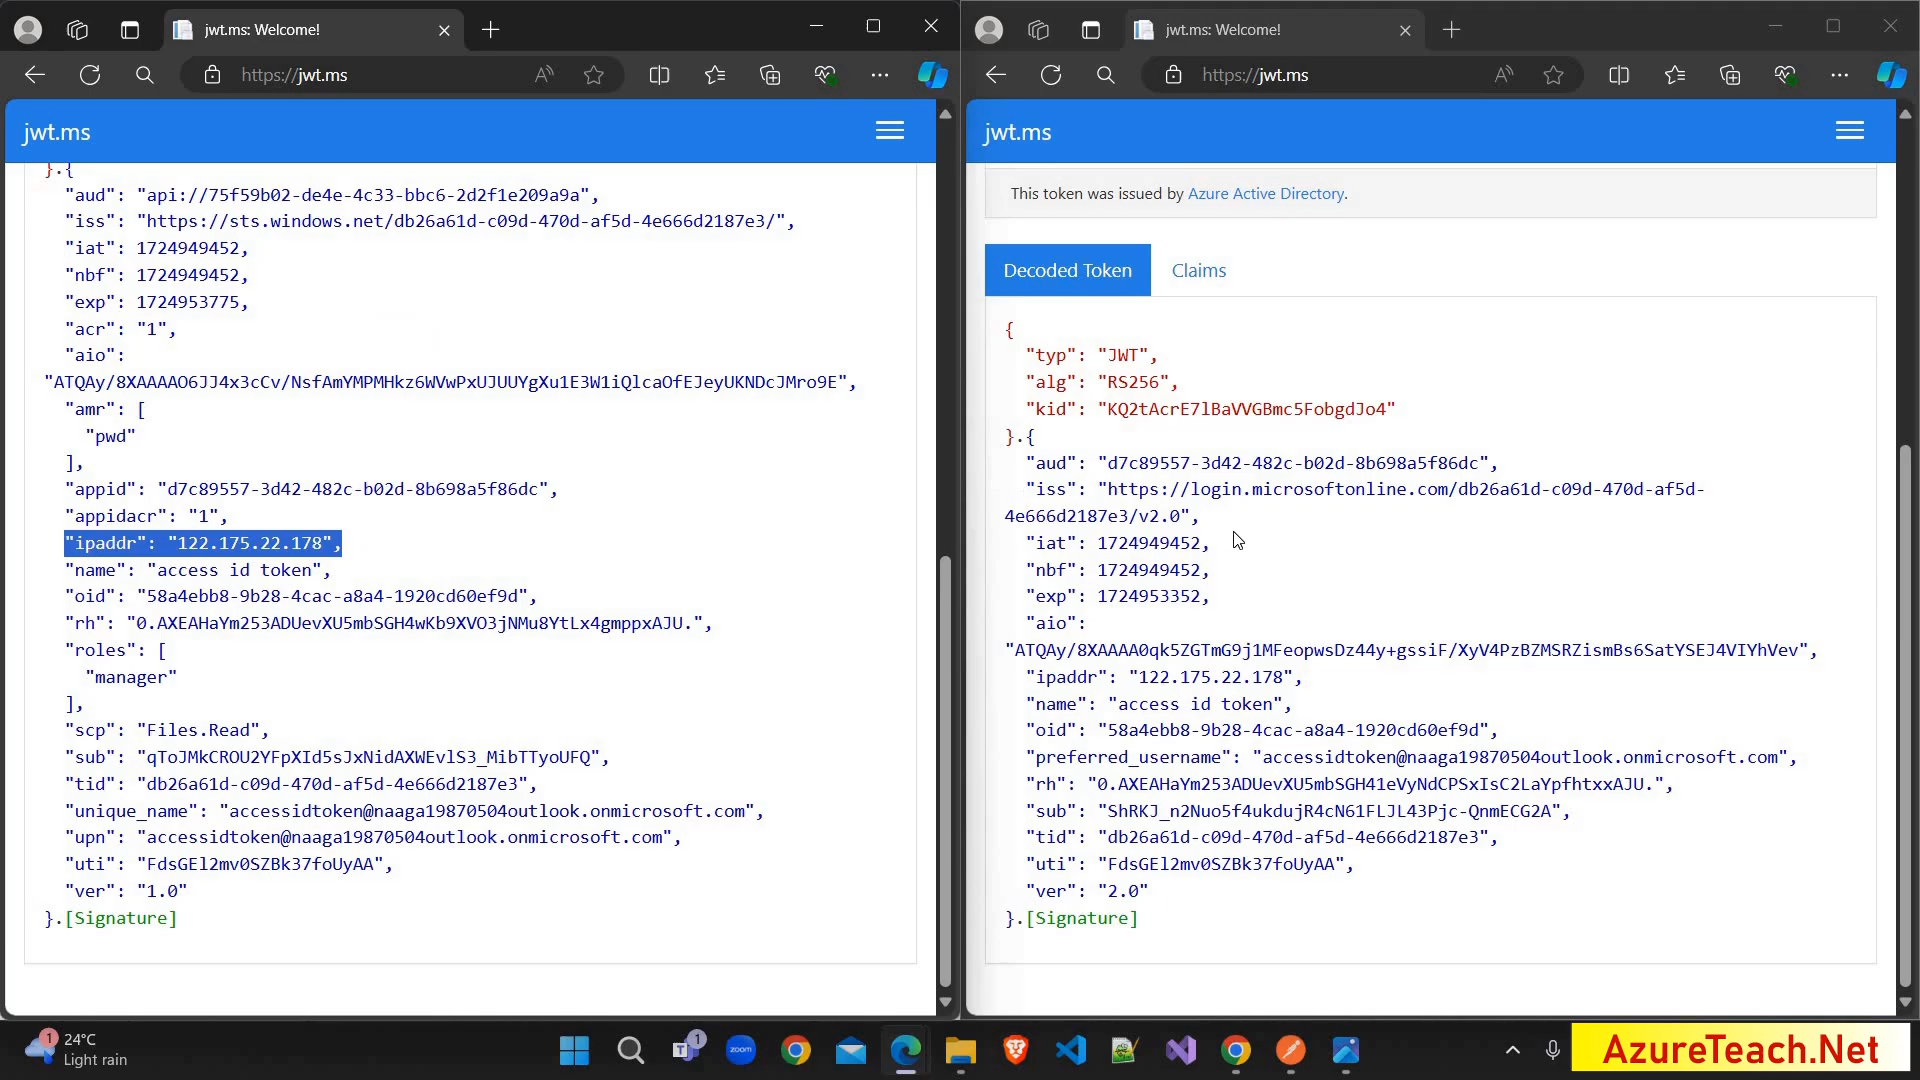 jwt.ms: Welcome!
https://jwt.ms
jwt.ms
}.{
"aud": "api://75f59b02-de4e-4c33-bbc6-2d2f1e209a9a",
"iss": "https://sts.windows.net/db26a61d-c09d-470d-af5d-4e666d2187e3/",
"iat": 1724949452,
"nbf": 1724949452,
"exp": 1724953775,
"acr": "1",
"aio":
"ATQAy/8XAAAAO6JJ4x3cCv/NsfAmYMPMHkz6WVwPxUJUUYgXu1E3W1iQlcaOfEJeyUKNDcJMro9E",
"amr": [
"pwd"
],
"appid": "d7c89557-3d42-482c-b02d-8b698a5f86dc",
"appidacr": "1",
"ipaddr": "122.175.22.178",
"name": "access id token",
"oid": "58a4ebb8-9b28-4cac-a8a4-1920cd60ef9d",
"rh": "0.AXEAHaYm253ADUevXU5mbSGH4wKb9XVO3jNMu8YtLx4gmppxAJU.",
"roles": [
"manager"
],
"scp": "Files.Read",
"sub": "qToJMkCROU2YFpXId5sJxNidAXWEvlS3_MibTTyoUFQ",
"tid": "db26a61d-c09d-470d-af5d-4e666d2187e3",
"unique_name": "accessidtoken@naaga19870504outlook.onmicrosoft.com",
"upn": "accessidtoken@naaga19870504outlook.onmicrosoft.com",
"uti": "FdsGEl2mv0SZBk37foUyAA",
"ver": "1.0"
}.[Signature]
jwt.ms: Welcome!
https://jwt.ms
jwt.ms
This token was issued by Azure Active Directory.
Decoded Token
Claims
{
"typ": "JWT",
"alg": "RS256",
"kid": "KQ2tAcrE7lBaVVGBmc5FobgdJo4"
}.{
"aud": "d7c89557-3d42-482c-b02d-8b698a5f86dc",
"iss": "https://login.microsoftonline.com/db26a61d-c09d-470d-af5d-
4e666d2187e3/v2.0",
"iat": 1724949452,
"nbf": 1724949452,
"exp": 1724953352,
"aio":
"ATQAy/8XAAAA0qk5ZGTmG9j1MFeopwsDz44y+gssiF/XyV4PzBZMSRZismBs6SatYSEJ4VIYhVev",
"ipaddr": "122.175.22.178",
"name": "access id token",
"oid": "58a4ebb8-9b28-4cac-a8a4-1920cd60ef9d",
"preferred_username": "accessidtoken@naaga19870504outlook.onmicrosoft.com",
"rh": "0.AXEAHaYm253ADUevXU5mbSGH41eVyNdCPSxIsC2LaYpfhtxxAJU.",
"sub": "ShRKJ_n2Nuo5f4ukdujR4cN61FLJL43Pjc-QnmECG2A",
"tid": "db26a61d-c09d-470d-af5d-4e666d2187e3",
"uti": "FdsGEl2mv0SZBk37foUyAA",
"ver": "2.0"
}.[Signature]
1
24°C
Light rain
1
zoom
AzureTeach.Net